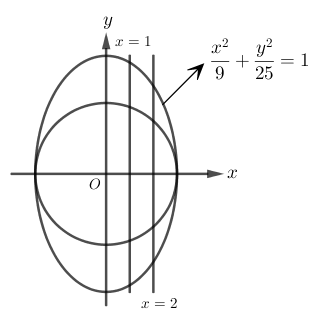 y
x = 1
x²/9 + y²/25 = 1
x
O
x = 2